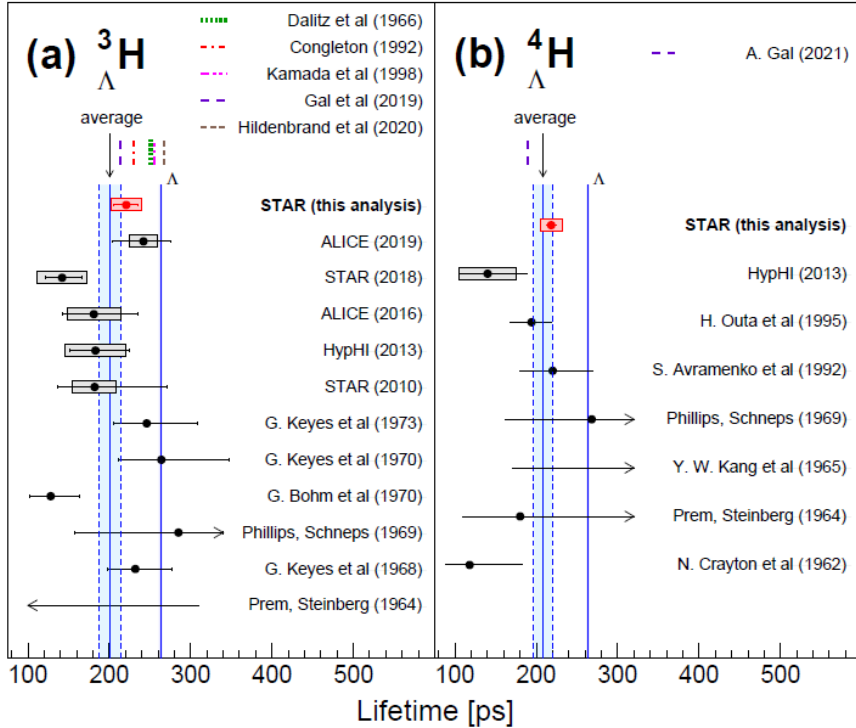 (a) ³H
Λ
Dalitz et al (1966)
Congleton (1992)
Kamada et al (1998)
Gal et al (2019)
Hildenbrand et al (2020)
average
Λ
STAR (this analysis)
ALICE (2019)
STAR (2018)
ALICE (2016)
HypHI (2013)
STAR (2010)
G. Keyes et al (1973)
G. Keyes et al (1970)
G. Bohm et al (1970)
Phillips, Schneps (1969)
G. Keyes et al (1968)
Prem, Steinberg (1964)
100 200 300 400 500
(b) ⁴H
Λ
A. Gal (2021)
average
Λ
STAR (this analysis)
HypHI (2013)
H. Outa et al (1995)
S. Avramenko et al (1992)
Phillips, Schneps (1969)
Y. W. Kang et al (1965)
Prem, Steinberg (1964)
N. Crayton et al (1962)
100 200 300 400 500
Lifetime [ps]